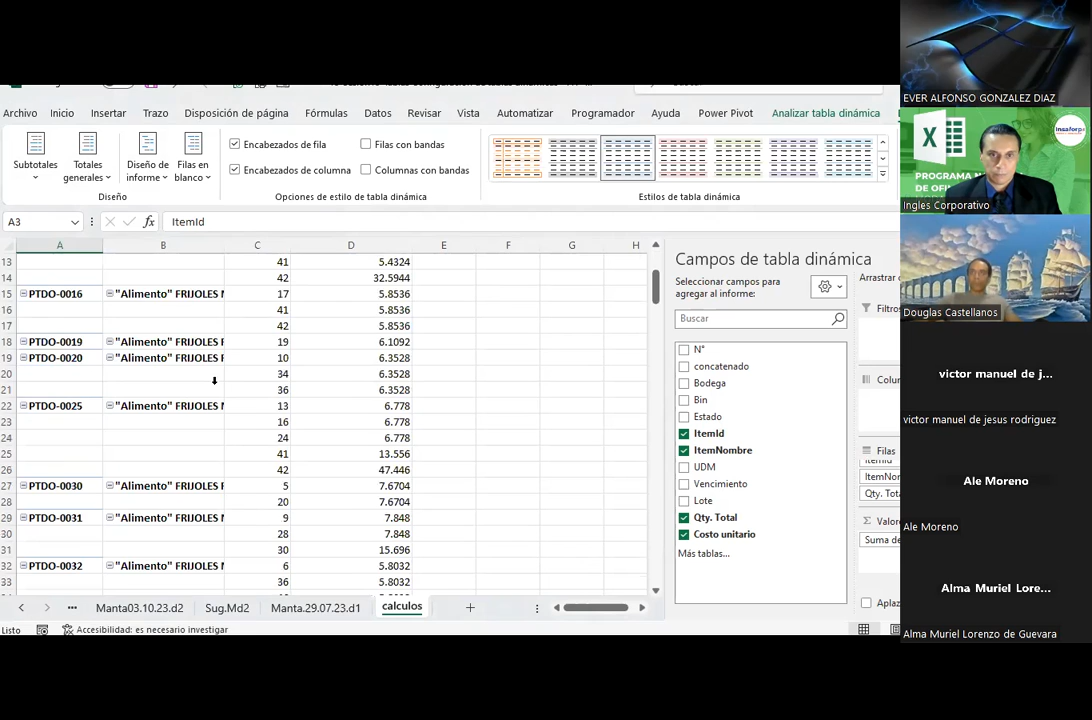 Archivo Inicio Insertar Trazo Disposición de página Fórmulas Datos Revisar Vista Automatizar Programador Ayuda Power Pivot Analizar tabla dinámica
Subtotales
Totales generales
Diseño de informe
Filas en blanco
Diseño
Encabezados de fila
Filas con bandas
Encabezados de columna
Columnas con bandas
Opciones de estilo de tabla dinámica
Estilos de tabla dinámica
A3
fx
ItemId
A B C D E F G H
13 41 5.4324
14 42 32.5944
15 PTDO-0016 "Alimento" FRIJOLES 17 5.8536
16 41 5.8536
17 42 5.8536
18 PTDO-0019 "Alimento" FRIJOLES 19 6.1092
19 PTDO-0020 "Alimento" FRIJOLES 10 6.3528
20 34 6.3528
21 36 6.3528
22 PTDO-0025 "Alimento" FRIJOLES 13 6.778
23 16 6.778
24 24 6.778
25 41 13.556
26 42 47.446
27 PTDO-0030 "Alimento" FRIJOLES 5 7.6704
28 20 7.6704
29 PTDO-0031 "Alimento" FRIJOLES 9 7.848
30 28 7.848
31 30 15.696
32 PTDO-0032 "Alimento" FRIJOLES 6 5.8032
33 36 5.8032
Campos de tabla dinámica
Seleccionar campos para
agregar al informe:
Buscar
N°
concatenado
Bodega
Bin
Estado
ItemId
ItemNombre
UDM
Vencimiento
Lote
Qty. Total
Costo unitario
Más tablas...
Arrastrar
Filtro
Colu
Filas
ItemNo
Qty. Tot
Valore
Suma de
Aplaz
... Manta03.10.23.d2 Sug.Md2 Manta.29.07.23.d1 calculos
Listo
Accesibilidad: es necesario investigar
EVER ALFONSO GONZALEZ DIAZ
X
insaforp
PROGRAMA N
DE OFI
Ingles Corporativo
Douglas Castellanos
victor manuel de j...
victor manuel de jesus rodriguez
Ale Moreno
Ale Moreno
Alma Muriel Lore...
Alma Muriel Lorenzo de Guevara